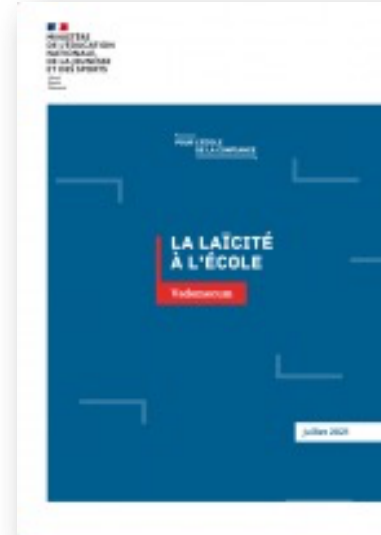 MINISTÈRE
DE L'ÉDUCATION
NATIONALE,
DE LA JEUNESSE
ET DES SPORTS
POUR L'ÉCOLE
DE LA CONFIANCE
LA LAÏCITÉ
À L'ÉCOLE
Vademecum
juillet 2021